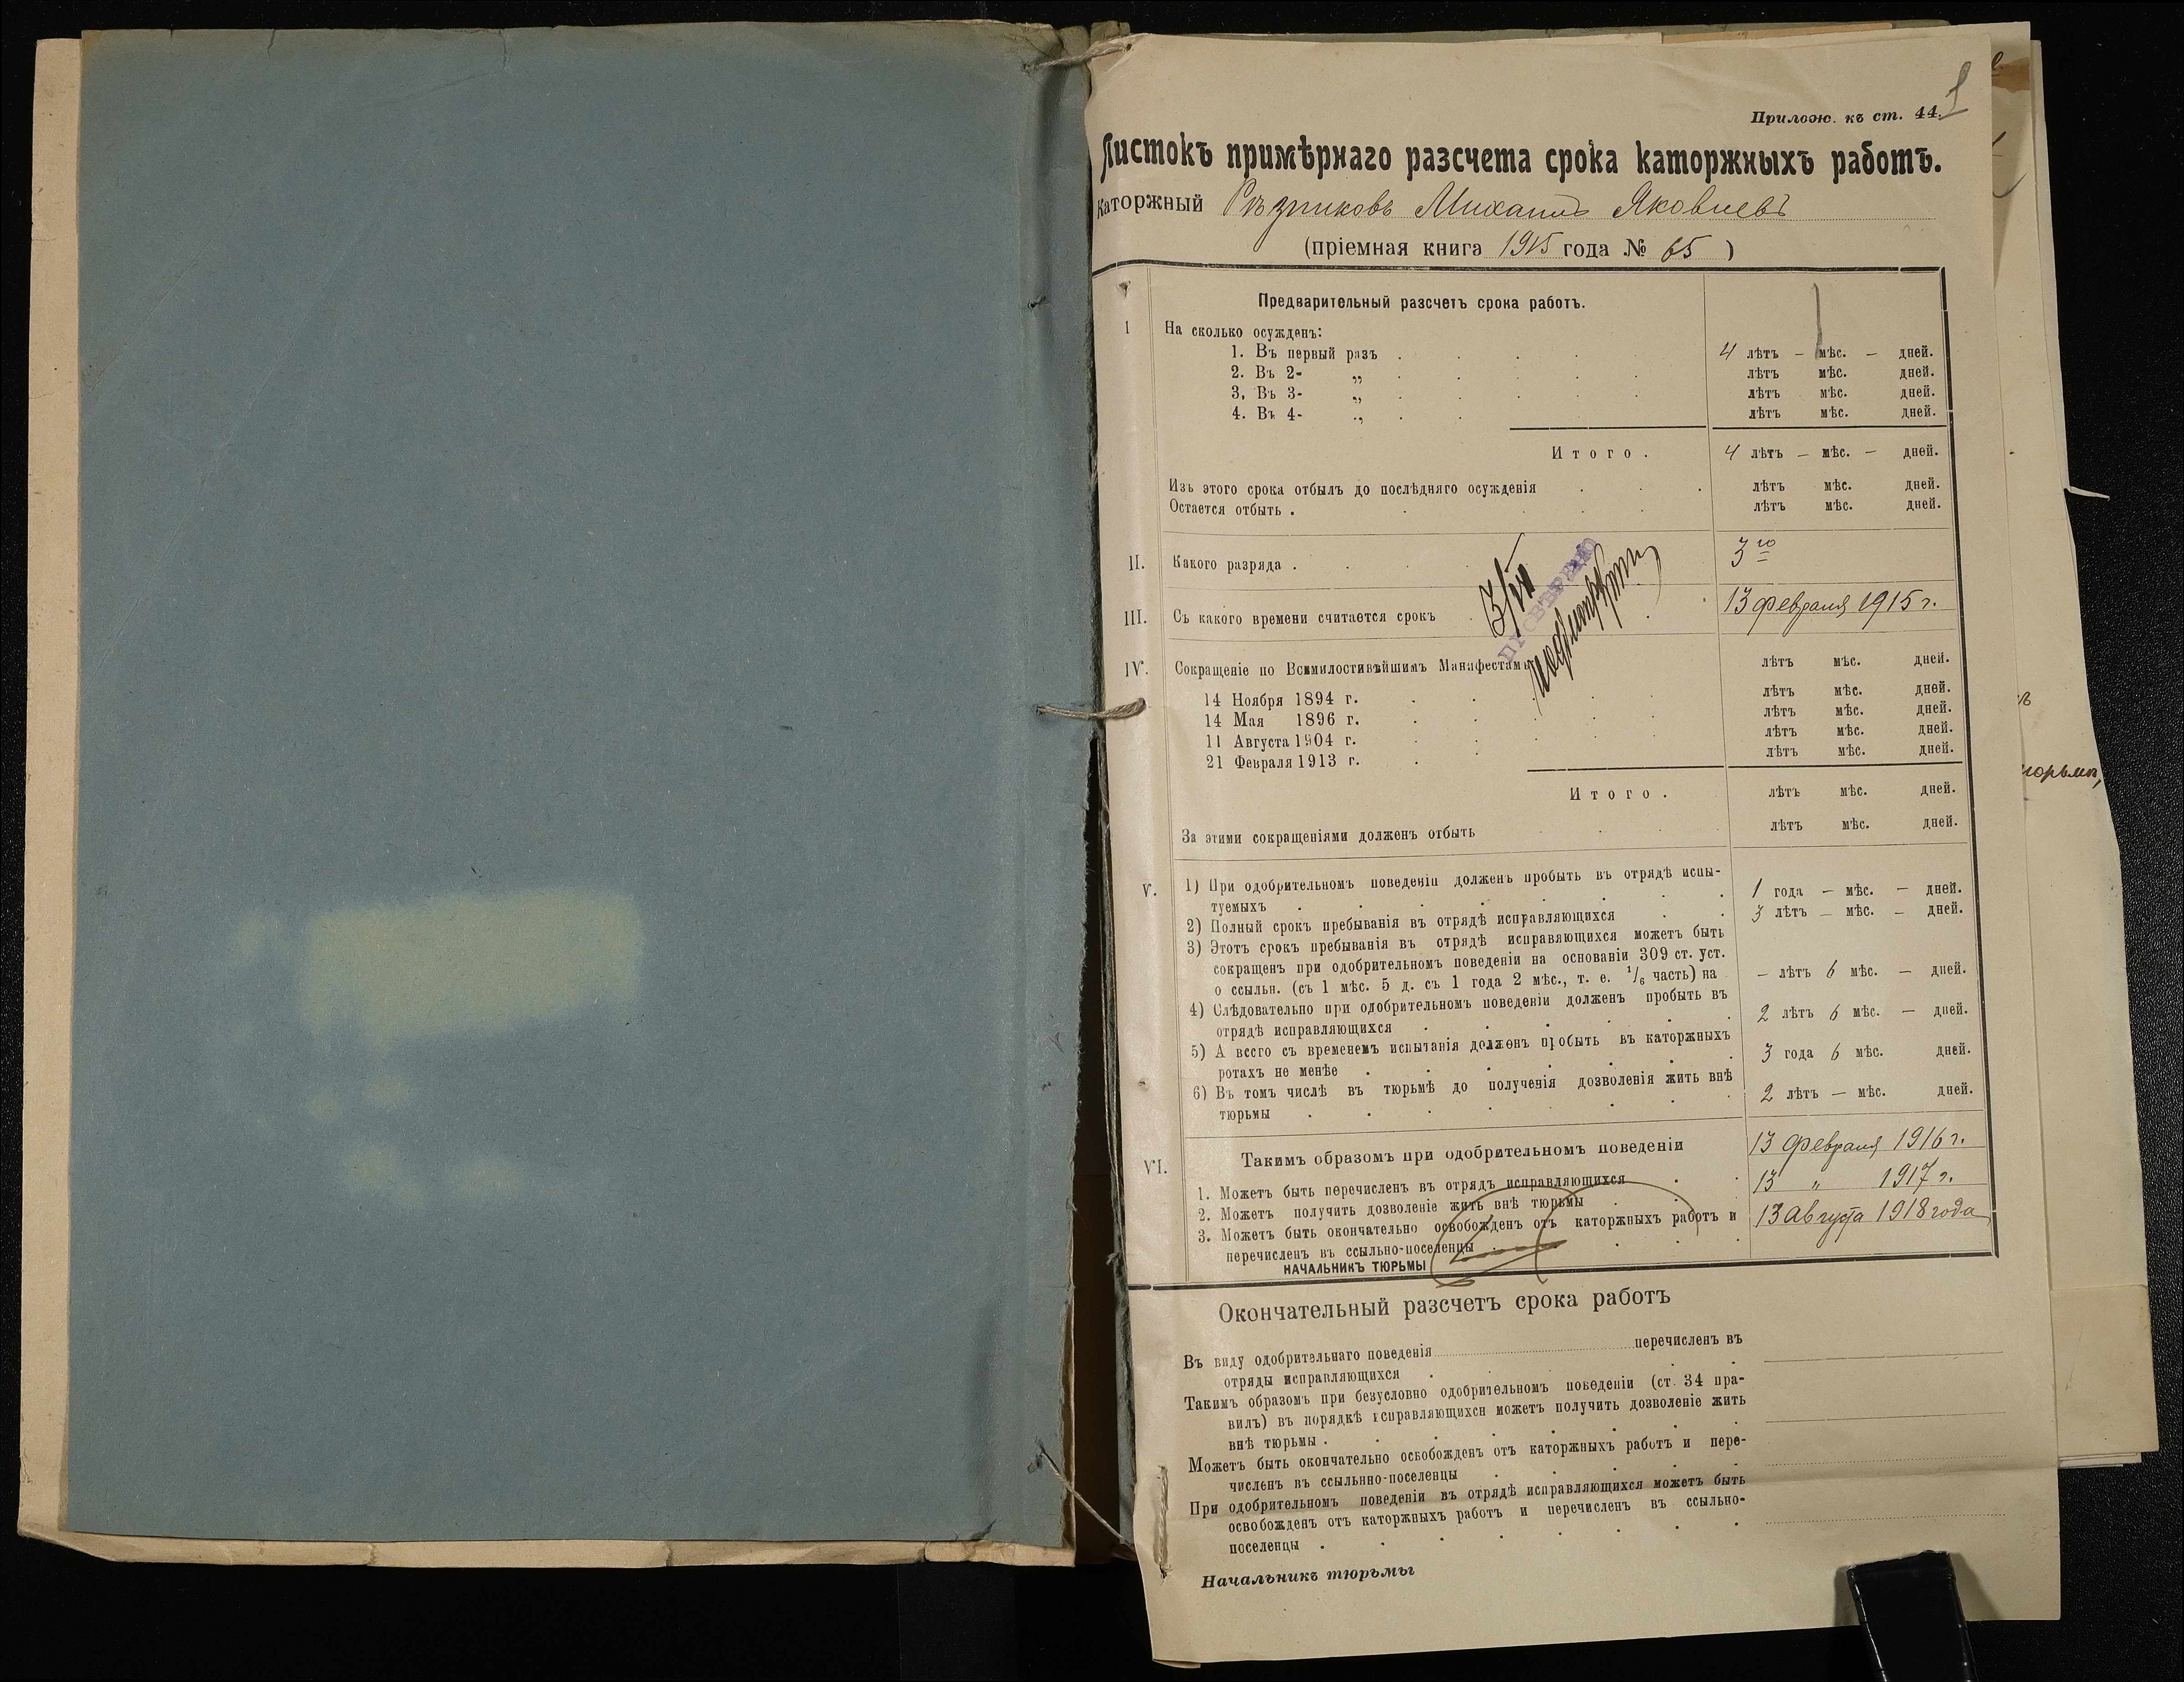 Прилож. къ ст. 44.
Листокъ примѣрнаго разсчета срока каторжныхъ работъ.
Каторжный Рѣзниковъ Михаилъ Яковлевъ
(пріемная книга 1915 года № 65)
Предварительный разсчетъ срока работъ.
I На сколько осужденъ:
1. Въ первый разъ . . . . . 4 лѣтъ — мѣс. — дней.
2. Въ 2- „ . . . . . лѣтъ мѣс. дней.
3. Въ 3- „ . . . . . лѣтъ мѣс. дней.
4. Въ 4- „ . . лѣтъ мѣс. дней.
Итого . 4 лѣтъ — мѣс. — дней.
Изъ этого срока отбылъ до послѣдняго осужденія . . . лѣтъ мѣс. дней.
Остается отбыть . . . . лѣтъ мѣс. дней.
II. Какого разряда . . . . 3го
3/VII
ПРОВѢРЕНО
III. Съ какого времени считается срокъ . . . 13 февраля 1915 г.
IV. Сокращеніе по Всемилостивѣйшимъ Манифестамъ лѣтъ мѣс. дней.
14 Ноября 1894 г. . . . . . лѣтъ мѣс. дней.
14 Мая 1896 г. . . . . . лѣтъ мѣс. дней.
11 Августа 1904 г. . . . . . лѣтъ мѣс. дней.
21 Февраля 1913 г. . . лѣтъ мѣс. дней.
Итого . лѣтъ мѣс. дней.
За этими сокращеніями долженъ отбыть . . . лѣтъ мѣс. дней.
V. 1) При одобрительномъ поведеніи долженъ пробыть въ отрядѣ испы-
туемыхъ . . . . . . . 1 года — мѣс. — дней.
2) Полный срокъ пребыванія въ отрядѣ исправляющихся . . 3 лѣтъ — мѣс. — дней.
3) Этотъ срокъ пребыванія въ отрядѣ исправляющихся можетъ быть
сокращенъ при одобрительномъ поведеніи на основаніи 309 ст. уст.
о ссыльн. (съ 1 мѣс. 5 д. съ 1 года 2 мѣс., т. е. 1/6 часть) на — лѣтъ 6 мѣс. — дней.
4) Слѣдовательно при одобрительномъ поведеніи долженъ пробыть въ
отрядѣ исправляющихся . . . . . . 2 лѣтъ 6 мѣс. — дней.
5) А всего съ временемъ испытанія долженъ пробыть въ каторжныхъ
ротахъ не менѣе . . . . . . 3 года 6 мѣс. дней.
6) Въ томъ числѣ въ тюрьмѣ до полученія дозволенія жить внѣ
тюрьмы . . . . . . . . 2 лѣтъ — мѣс. дней.
VI. Такимъ образомъ при одобрительномъ поведеніи
1. Можетъ быть перечисленъ въ отрядъ исправляющихся . . 13 февраля 1916 г.
2. Можетъ получить дозволеніе жить внѣ тюрьмы . . . 13 „ 1917 г.
3. Можетъ быть окончательно освобожденъ отъ каторжныхъ работъ и
перечисленъ въ ссыльно-поселенцы . . . 13 августа 1918 года
НАЧАЛЬНИКЪ ТЮРЬМЫ
Окончательный разсчетъ срока работъ
Въ виду одобрительнаго поведенія перечисленъ въ
отряды исправляющихся . . . . . .
Такимъ образомъ при безусловно одобрительномъ поведеніи (ст. 34 пра-
вилъ) въ порядкѣ исправляющихся можетъ получить дозволеніе жить
внѣ тюрьмы . . . . . . .
Можетъ быть окончательно освобожденъ отъ каторжныхъ работъ и пере-
численъ въ ссыльнно-поселенцы . . . . .
При одобрительномъ поведеніи въ отрядѣ исправляющихся можетъ быть
освобожденъ отъ каторжныхъ работъ и перечисленъ въ ссыльно-
поселенцы . . . . . . . .
Начальникъ тюрьмы